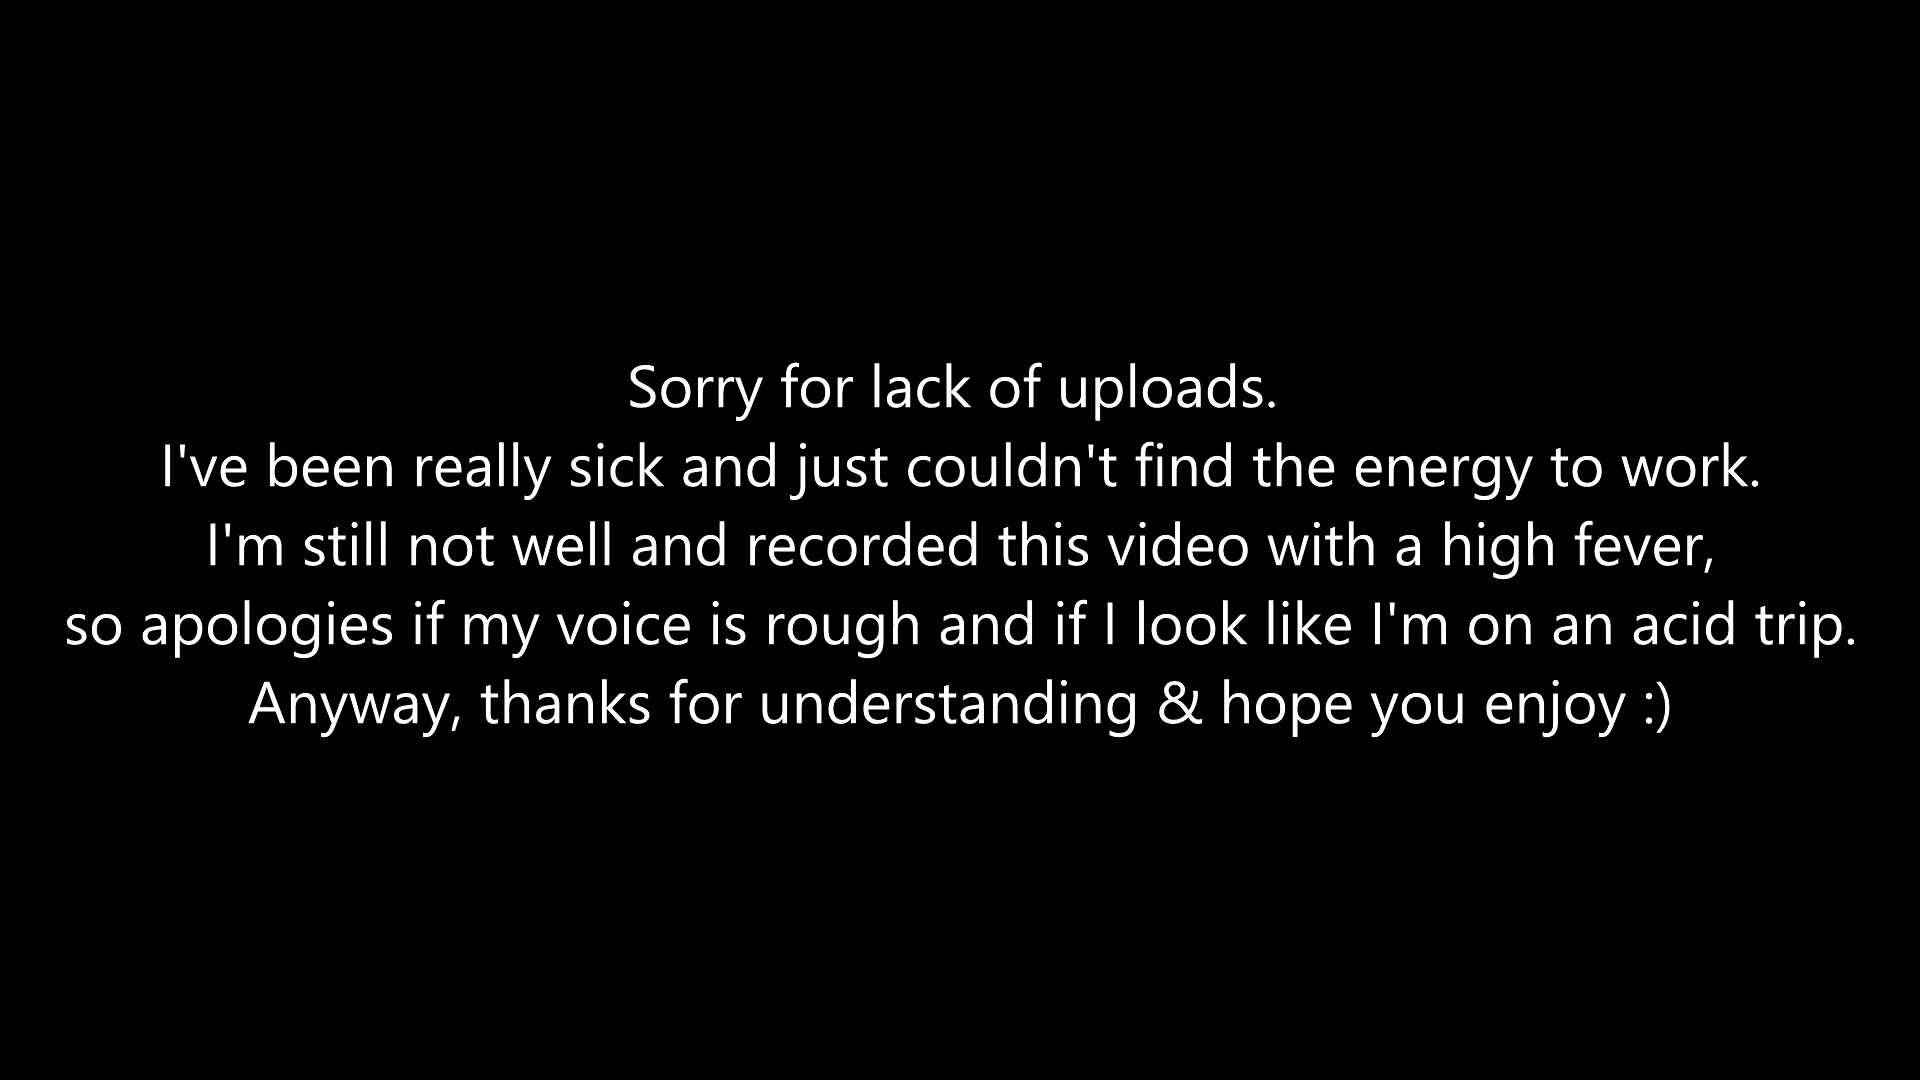 Sorry for lack of uploads.
I've been really sick and just couldn't find the energy to work.
I'm still not well and recorded this video with a high fever,
so apologies if my voice is rough and if I look like I'm on an acid trip.
Anyway, thanks for understanding & hope you enjoy :)